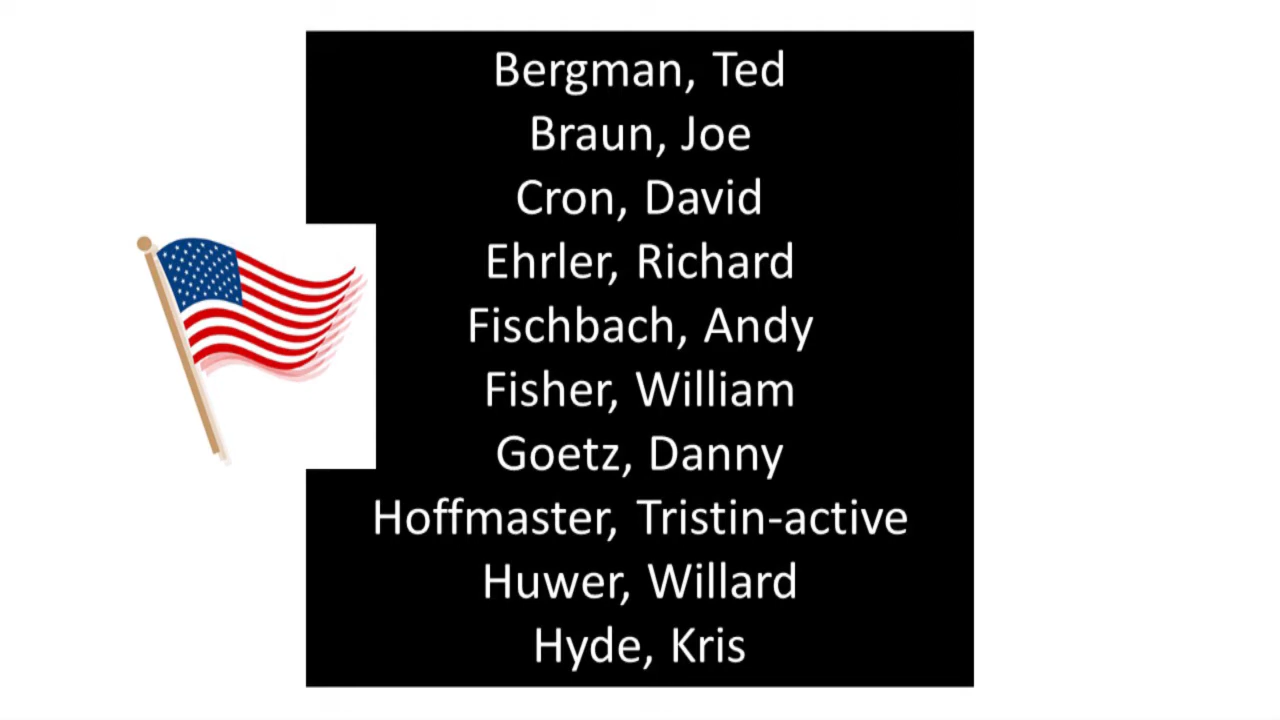 Bergman, Ted
Braun, Joe
Cron, David
Ehrler, Richard
Fischbach, Andy
Fisher, William
Goetz, Danny
Hoffmaster, Tristin-active
Huwer, Willard
Hyde, Kris